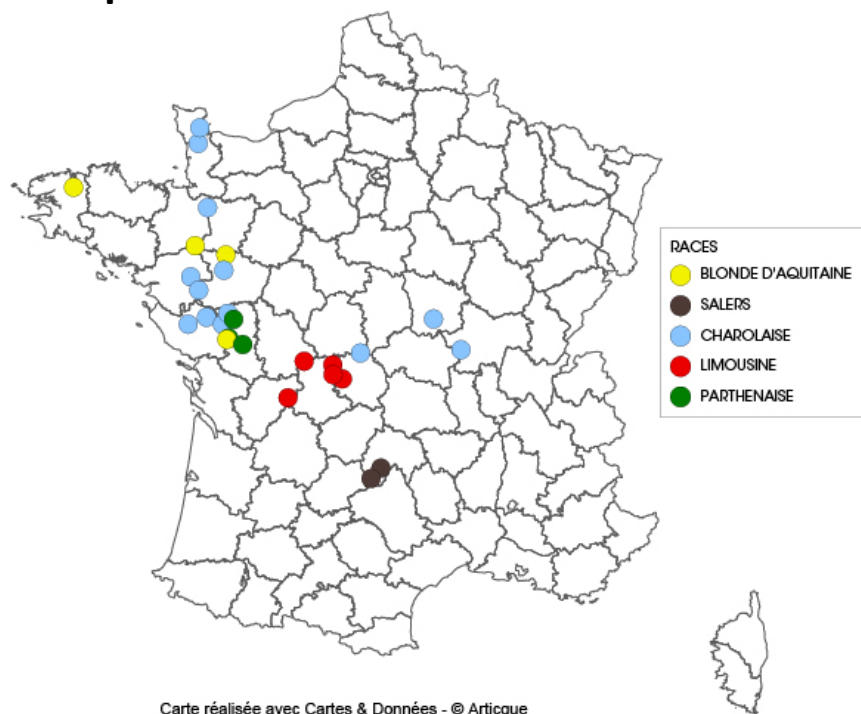 RACES
BLONDE D'AQUITAINE
SALERS
CHAROLAISE
LIMOUSINE
PARTHENAISE
Carte réalisée avec Cartes & Données - © Articque